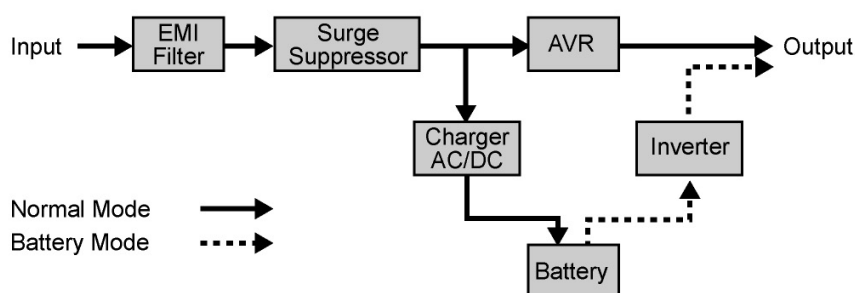 Input
EMI
Filter
Surge
Suppressor
AVR
Output
Charger
AC/DC
Inverter
Normal Mode
Battery Mode
Battery